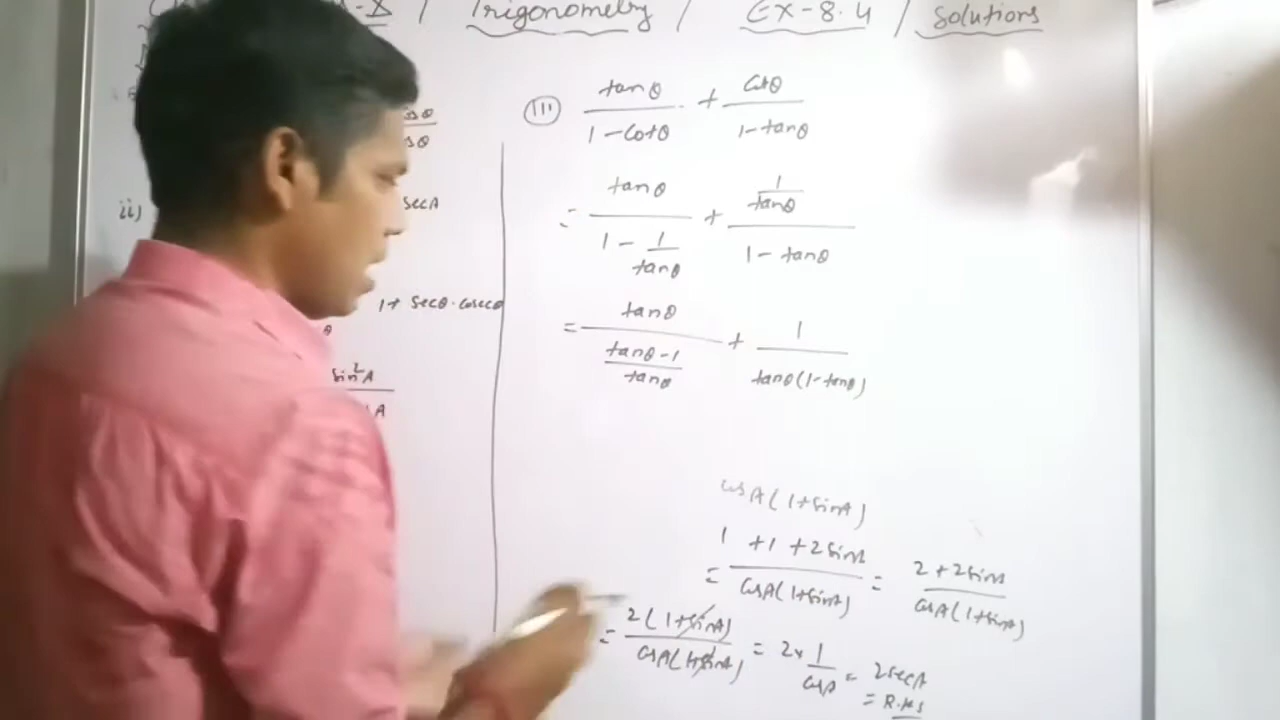 -X / Trigonometry / Ex-8.4 / Solutions
ii)
secA
1+ secθ.cosecθ
θ
sin²A
A
(iii) tanθ/1-cotθ + cotθ/1-tanθ
= tanθ/1-1/tanθ + 1/tanθ/1-tanθ
= tanθ/tanθ-1/tanθ + 1/tanθ(1-tanθ)
cosA(1+sinA)
= 1+1+2sinA/cosA(1+sinA) = 2+2sinA/cosA(1+sinA)
= 2(1+sinA)/cosA(1+sinA) = 2×1/cosA = 2secA
= R.H.S